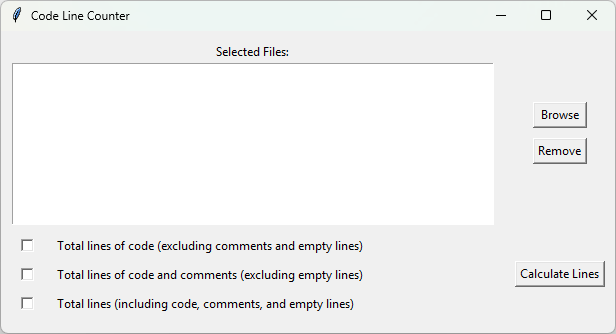 Code Line Counter
Selected Files:
Browse
Remove
Total lines of code (excluding comments and empty lines)
Total lines of code and comments (excluding empty lines)
Calculate Lines
Total lines (including code, comments, and empty lines)